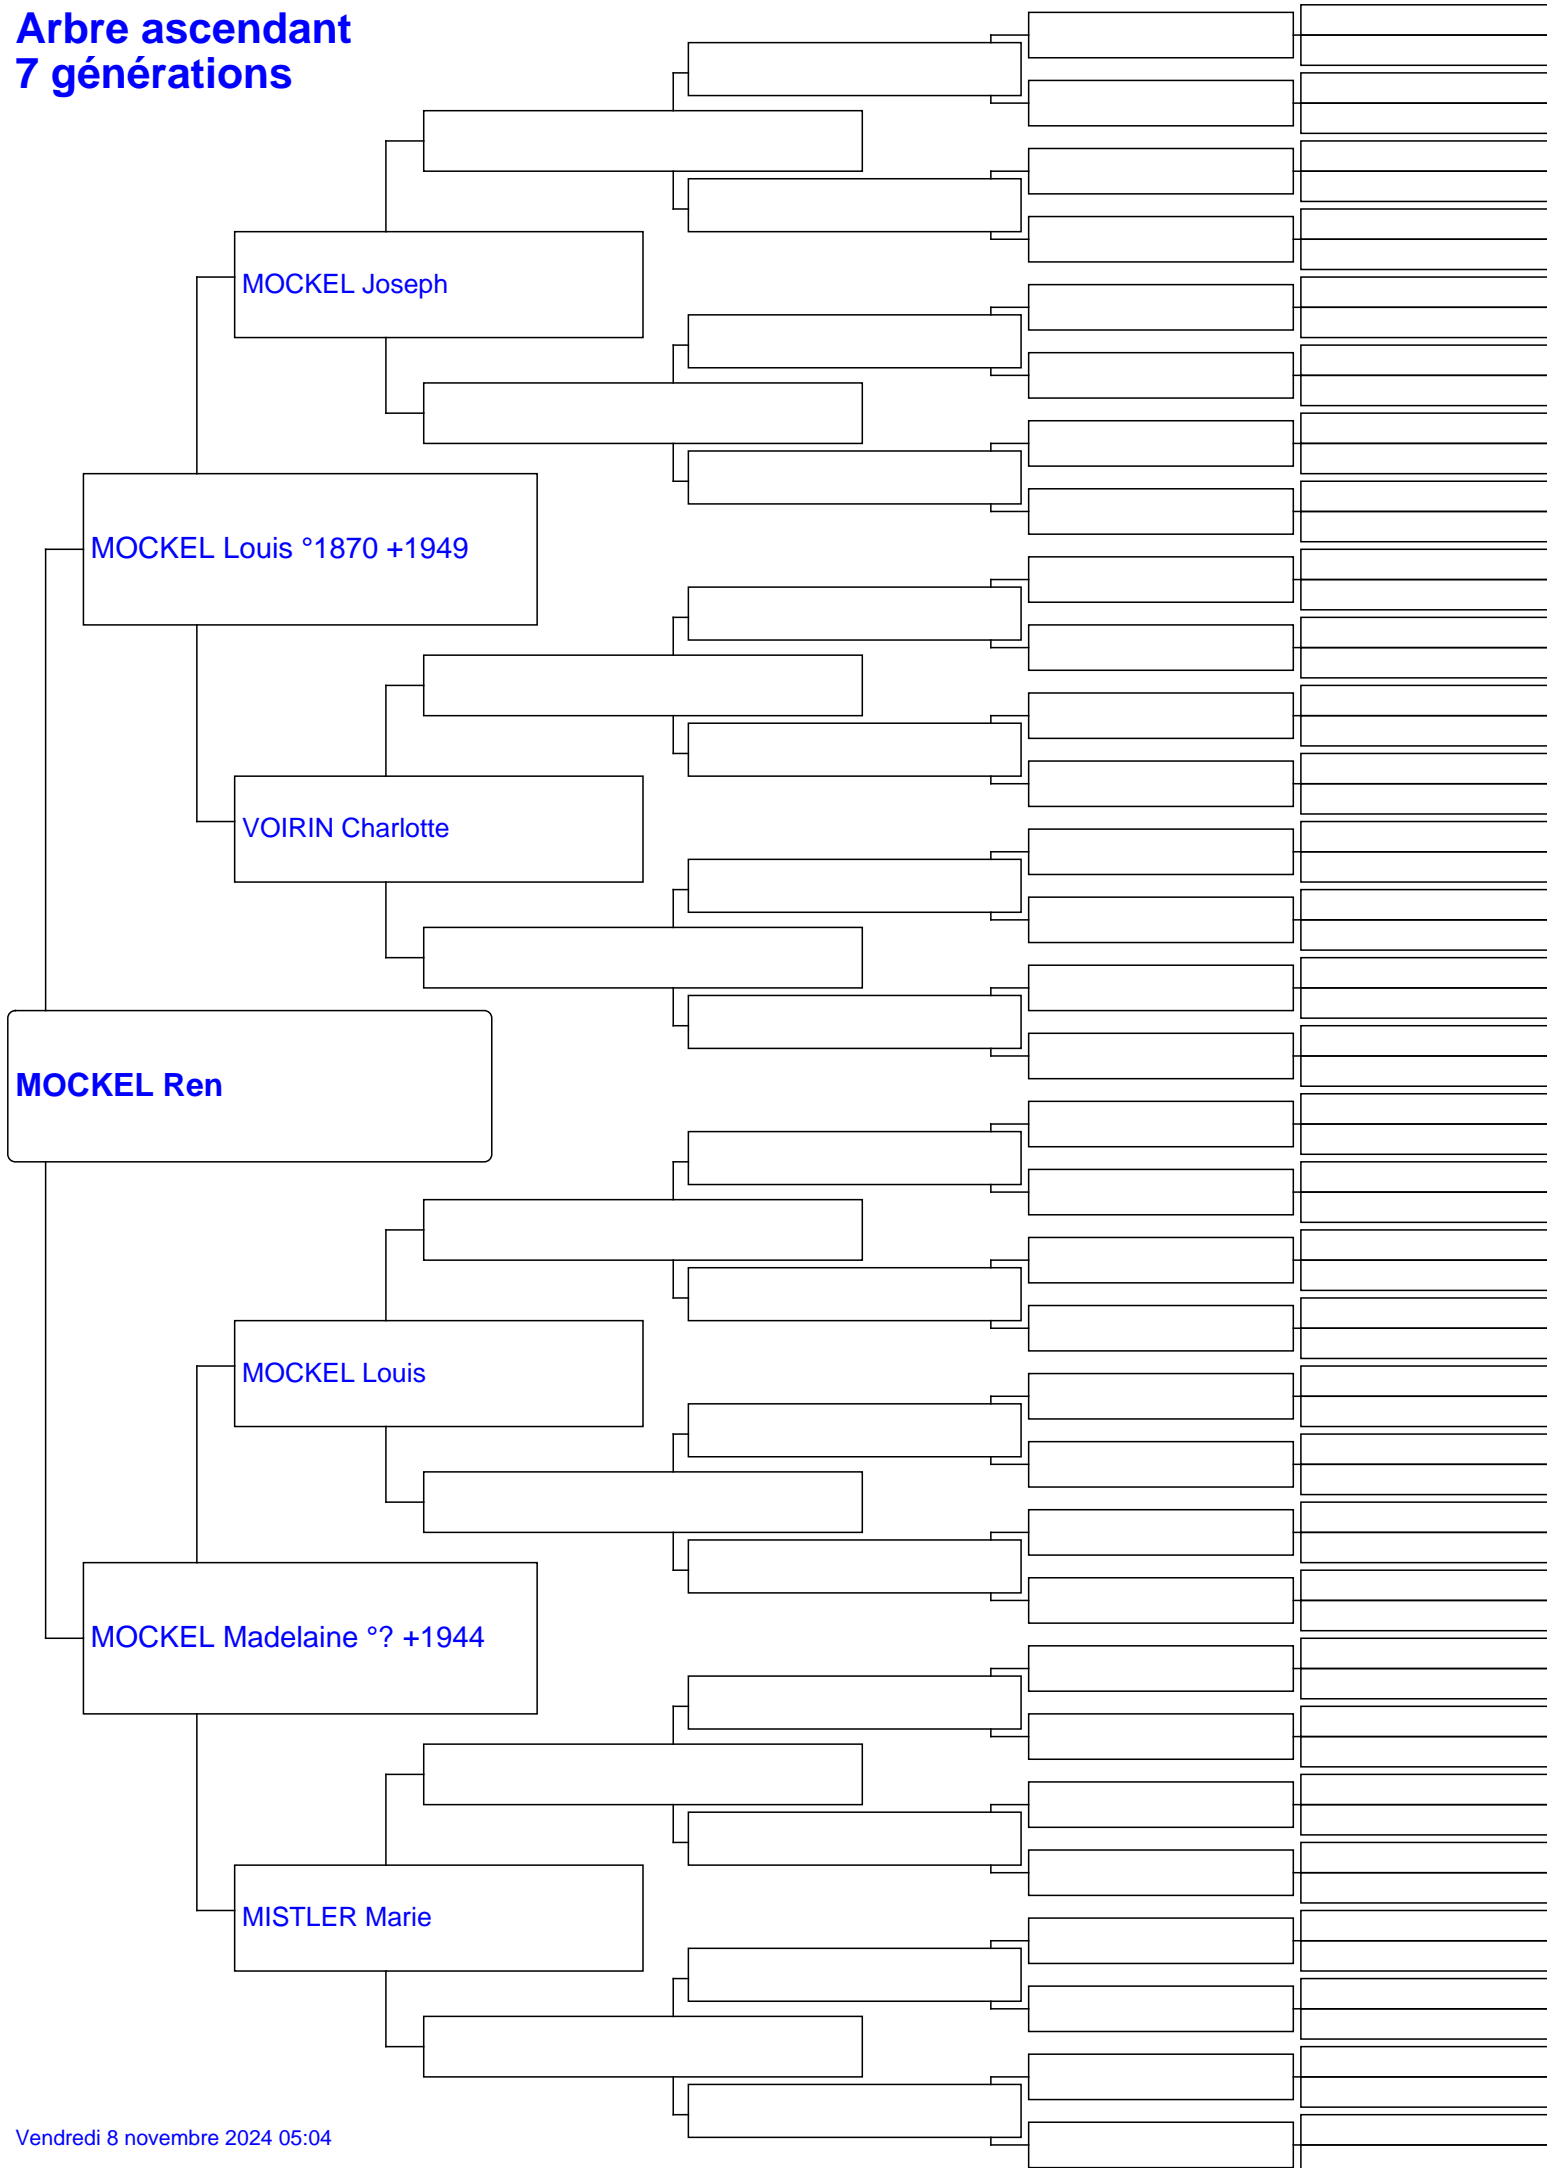 Arbre ascendant
7 générations
MOCKEL Joseph
MOCKEL Louis °1870 +1949
VOIRIN Charlotte
MOCKEL Ren
MOCKEL Louis
MOCKEL Madelaine °? +1944
MISTLER Marie
Vendredi 8 novembre 2024 05:04